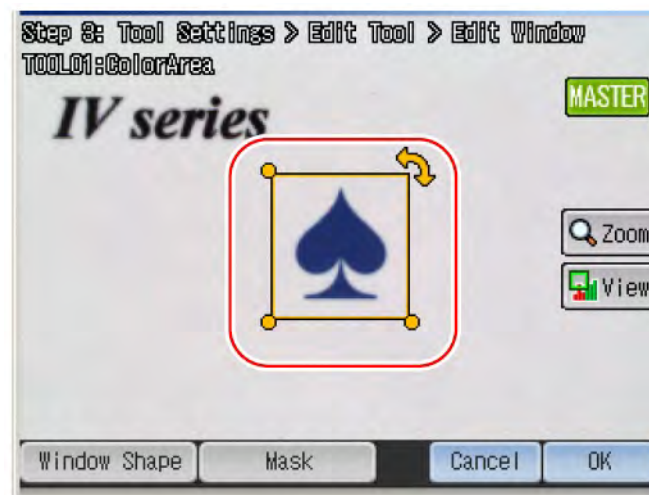 Step 3: Tool Settings > Edit Tool > Edit Window
TOOL01:ColorArea
IV series
MASTER
Zoom
View
Window Shape
Mask
Cancel
OK